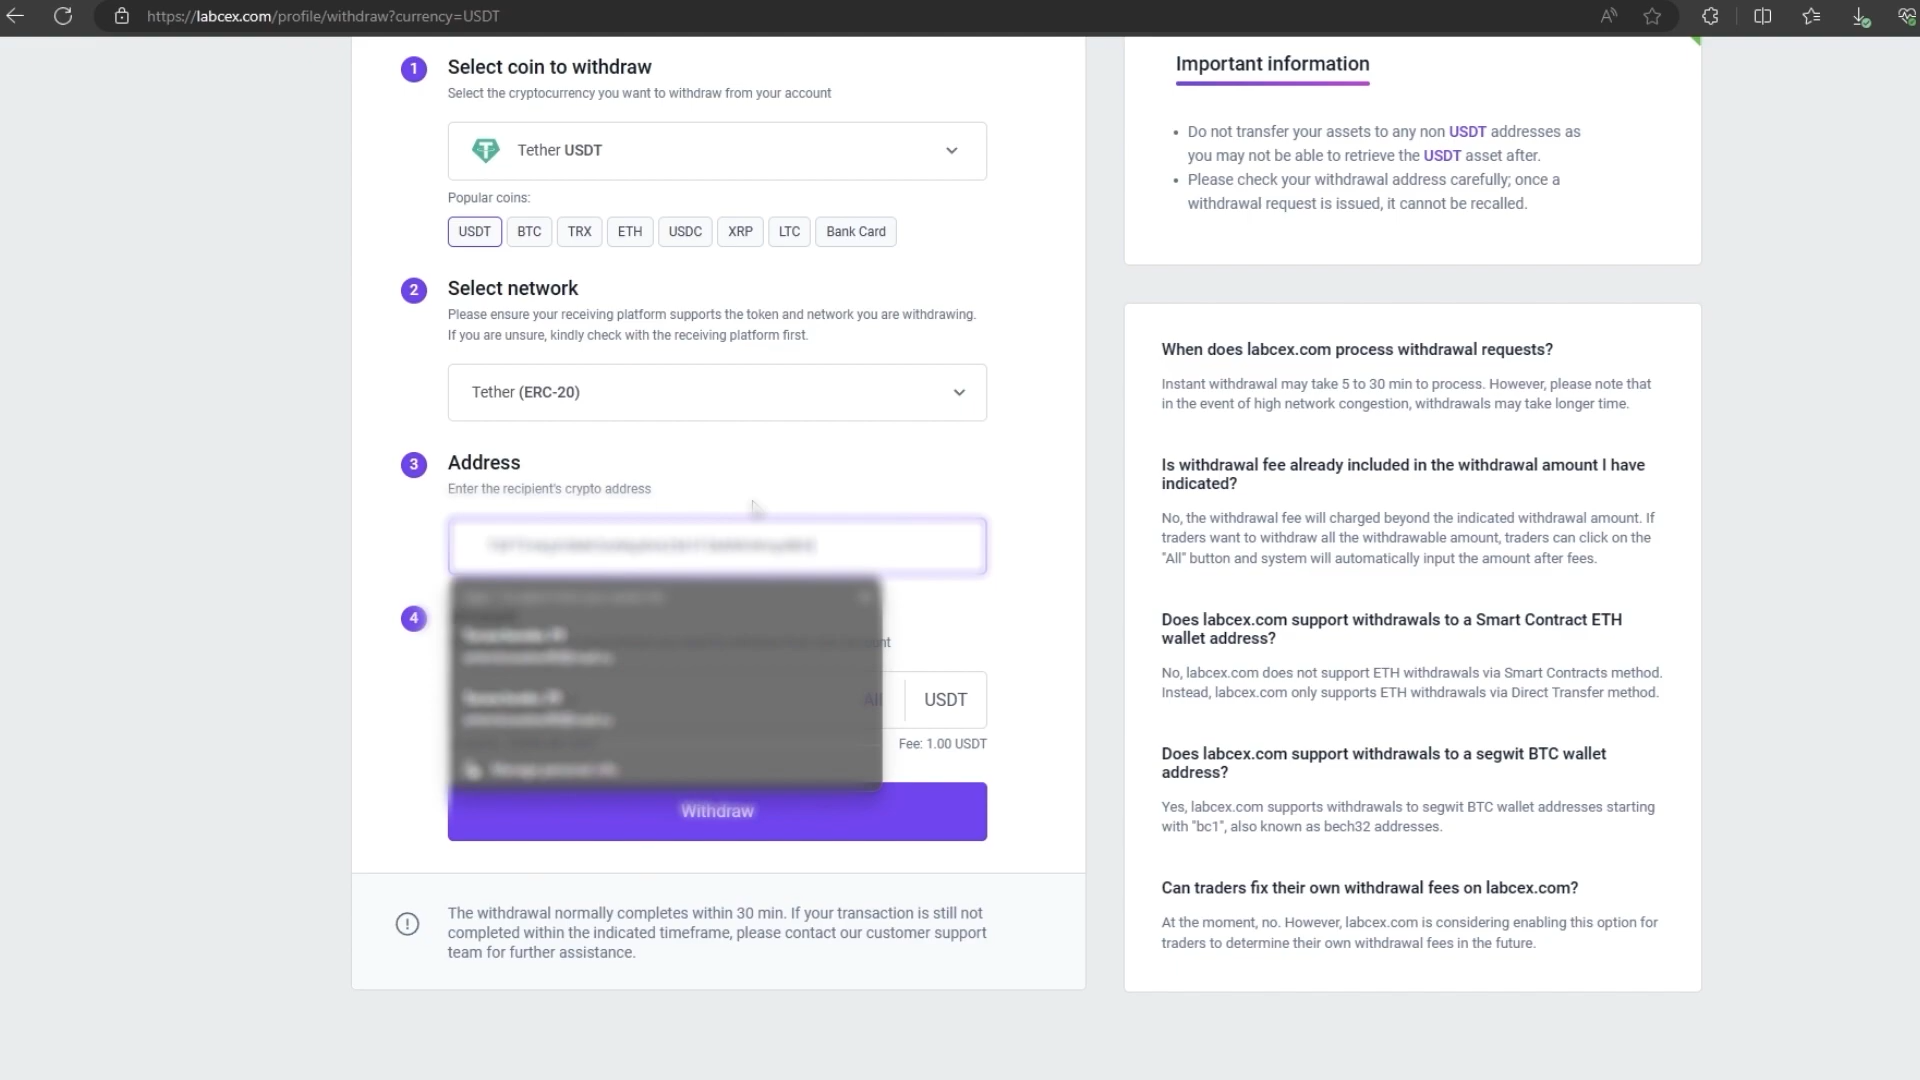 https://labcex.com/profile/withdraw?currency=USDT
1
Select coin to withdraw
Select the cryptocurrency you want to withdraw from your account
Tether USDT
Popular coins:
USDT BTC TRX ETH USDC XRP LTC Bank Card
2
Select network
Please ensure your receiving platform supports the token and network you are withdrawing.
If you are unsure, kindly check with the receiving platform first.
Tether (ERC-20)
3
Address
Enter the recipient's crypto address
4
All
USDT
Fee: 1.00 USDT
Withdraw
The withdrawal normally completes within 30 min. If your transaction is still not
completed within the indicated timeframe, please contact our customer support
team for further assistance.
Important information
• Do not transfer your assets to any non USDT addresses as
you may not be able to retrieve the USDT asset after.
• Please check your withdrawal address carefully; once a
withdrawal request is issued, it cannot be recalled.
When does labcex.com process withdrawal requests?
Instant withdrawal may take 5 to 30 min to process. However, please note that
in the event of high network congestion, withdrawals may take longer time.
Is withdrawal fee already included in the withdrawal amount I have
indicated?
No, the withdrawal fee will charged beyond the indicated withdrawal amount. If
traders want to withdraw all the withdrawable amount, traders can click on the
"All" button and system will automatically input the amount after fees.
Does labcex.com support withdrawals to a Smart Contract ETH
wallet address?
No, labcex.com does not support ETH withdrawals via Smart Contracts method.
Instead, labcex.com only supports ETH withdrawals via Direct Transfer method.
Does labcex.com support withdrawals to a segwit BTC wallet
address?
Yes, labcex.com supports withdrawals to segwit BTC wallet addresses starting
with "bc1", also known as bech32 addresses.
Can traders fix their own withdrawal fees on labcex.com?
At the moment, no. However, labcex.com is considering enabling this option for
traders to determine their own withdrawal fees in the future.